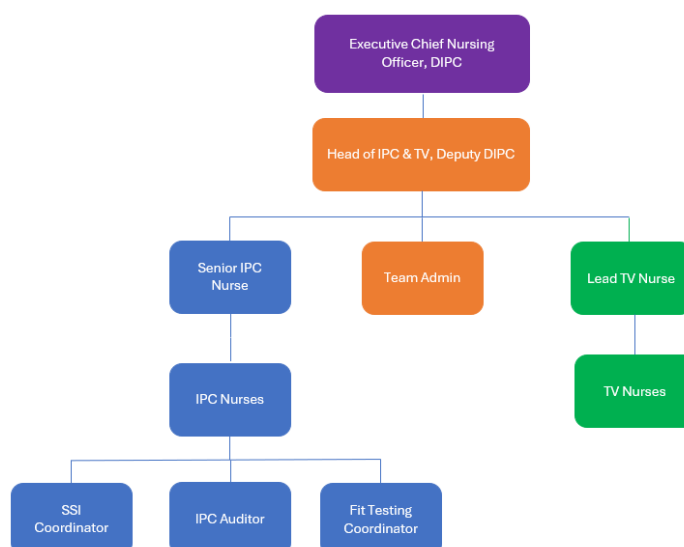 Executive Chief Nursing
Officer, DIPC
Head of IPC & TV, Deputy DIPC
Senior IPC
Nurse
Team Admin
Lead TV Nurse
IPC Nurses
TV Nurses
SSI
Coordinator
IPC Auditor
Fit Testing
Coordinator